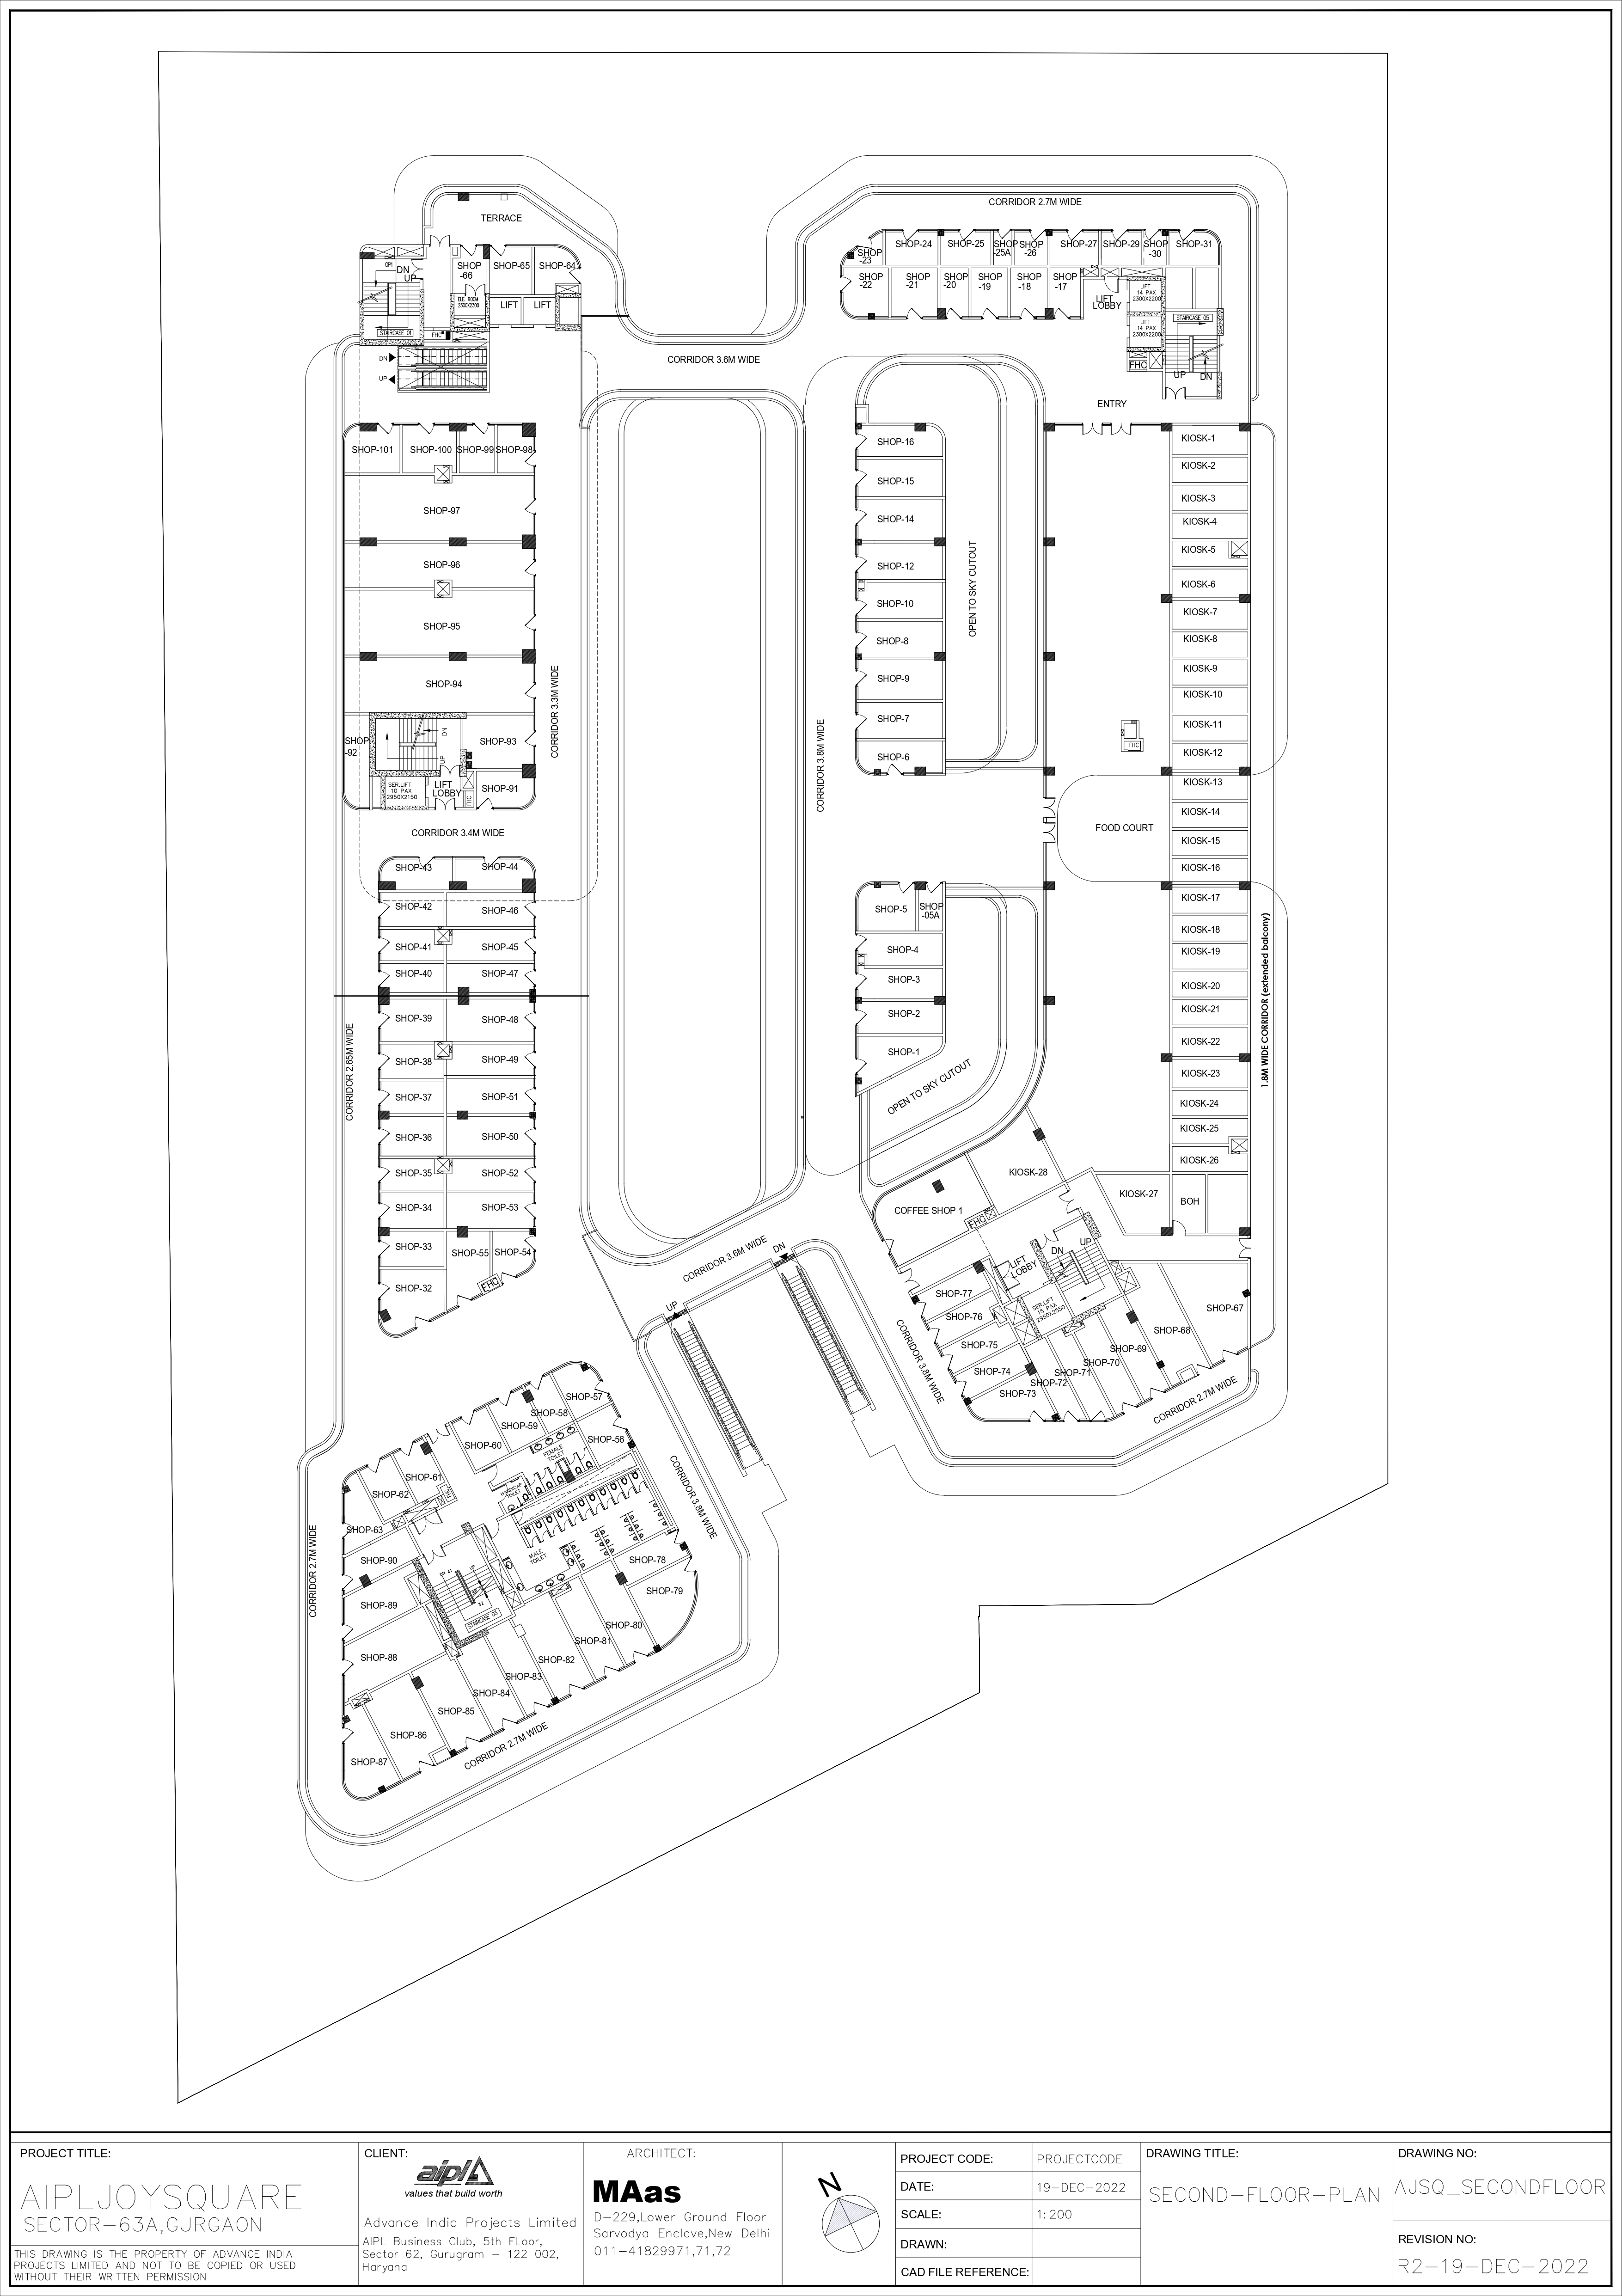 TERRACE
CORRIDOR 2.7M WIDE
SHOP
-66
SHOP-65
SHOP-64
LIFT
LIFT
ELE. ROOM
2300X2300
DN
UP
STAIRCASE 01
FHC
DN
UP
CORRIDOR 3.6M WIDE
SHOP
-23
SHOP-24
SHOP-25
SHOP
-25A
SHOP
-26
SHOP-27
SHOP-29
SHOP
-30
SHOP-31
SHOP
-22
SHOP
-21
SHOP
-20
SHOP
-19
SHOP
-18
SHOP
-17
LIFT
LOBBY
LIFT
14 PAX
2300X2200
LIFT
14 PAX
2300X2200
STAIRCASE 05
FHC
UP
DN
ENTRY
SHOP-101
SHOP-100
SHOP-99
SHOP-98
SHOP-97
SHOP-96
SHOP-95
SHOP-94
SHOP
-92
SHOP-93
SHOP-91
DN
UP
SER.LIFT
10 PAX
2950X2150
LIFT
LOBBY
FHC
CORRIDOR 3.3M WIDE
CORRIDOR 3.4M WIDE
SHOP-16
SHOP-15
SHOP-14
SHOP-12
SHOP-10
SHOP-8
SHOP-9
SHOP-7
SHOP-6
OPEN TO SKY CUTOUT
CORRIDOR 3.8M WIDE
KIOSK-1
KIOSK-2
KIOSK-3
KIOSK-4
KIOSK-5
KIOSK-6
KIOSK-7
KIOSK-8
KIOSK-9
KIOSK-10
KIOSK-11
KIOSK-12
KIOSK-13
KIOSK-14
KIOSK-15
KIOSK-16
KIOSK-17
KIOSK-18
KIOSK-19
KIOSK-20
KIOSK-21
KIOSK-22
KIOSK-23
KIOSK-24
KIOSK-25
KIOSK-26
FHC
FOOD COURT
1.8M WIDE CORRIDOR (extended balcony)
SHOP-43
SHOP-44
SHOP-42
SHOP-46
SHOP-41
SHOP-45
SHOP-40
SHOP-47
SHOP-39
SHOP-48
SHOP-38
SHOP-49
SHOP-37
SHOP-51
SHOP-36
SHOP-50
SHOP-35
SHOP-52
SHOP-34
SHOP-53
SHOP-33
SHOP-55
SHOP-54
SHOP-32
FHC
CORRIDOR 2.65M WIDE
SHOP-5
SHOP
-05A
SHOP-4
SHOP-3
SHOP-2
SHOP-1
OPEN TO SKY CUTOUT
KIOSK-28
KIOSK-27
BOH
COFFEE SHOP 1
FHC
LIFT
LOBBY
DN
UP
SER.LIFT
15 PAX
2950X2550
SHOP-77
SHOP-76
SHOP-75
SHOP-74
SHOP-73
SHOP-72
SHOP-71
SHOP-70
SHOP-69
SHOP-68
SHOP-67
CORRIDOR 3.8M WIDE
CORRIDOR 2.7M WIDE
CORRIDOR 3.6M WIDE
DN
UP
CORRIDOR 3.8M WIDE
SHOP-57
SHOP-58
SHOP-59
SHOP-60
SHOP-56
FEMALE
TOILET
HANDICAP
TOILET
SHOP-61
SHOP-62
SHOP-63
SHOP-90
SHOP-89
SHOP-88
MALE
TOILET
STAIRCASE 03
SHOP-78
SHOP-79
SHOP-80
SHOP-81
SHOP-82
SHOP-83
SHOP-84
SHOP-85
SHOP-86
SHOP-87
CORRIDOR 2.7M WIDE
CORRIDOR 2.7M WIDE
PROJECT TITLE:
AIPLJOYSQUARE
SECTOR-63A,GURGAON
THIS DRAWING IS THE PROPERTY OF ADVANCE INDIA
PROJECTS LIMITED AND NOT TO BE COPIED OR USED
WITHOUT THEIR WRITTEN PERMISSION
CLIENT:
aipl
values that build worth
Advance India Projects Limited
AIPL Business Club, 5th FLoor,
Sector 62, Gurugram - 122 002,
Haryana
ARCHITECT:
MAas
D-229,Lower Ground Floor
Sarvodya Enclave,New Delhi
011-41829971,71,72
N
PROJECT CODE: PROJECTCODE
DATE: 19-DEC-2022
SCALE: 1:200
DRAWN:
CAD FILE REFERENCE:
DRAWING TITLE:
SECOND-FLOOR-PLAN
DRAWING NO:
AJSQ_SECONDFLOOR
REVISION NO:
R2-19-DEC-2022